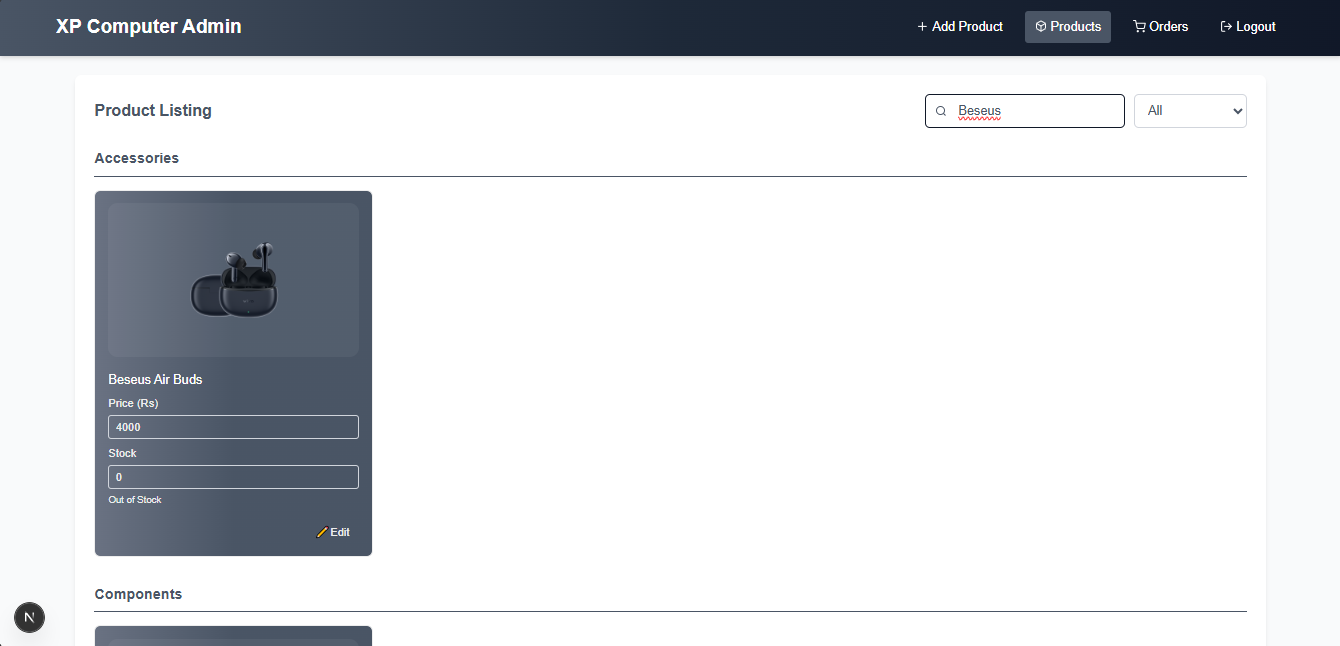 XP Computer Admin
+ Add Product
Products
Orders
Logout
Product Listing
Beseus
All
Accessories
Beseus Air Buds
Price (Rs)
4000
Stock
0
Out of Stock
Edit
Components
N